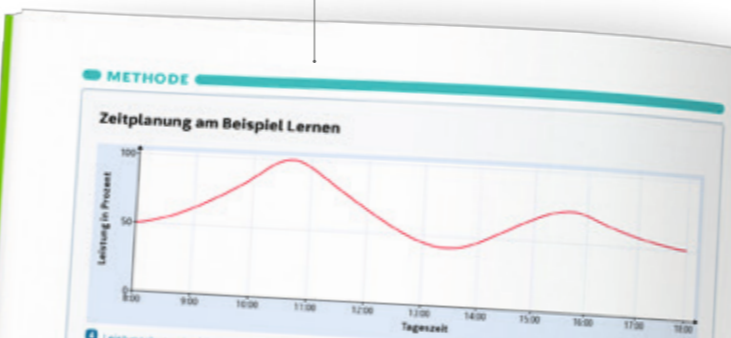 METHODE
Zeitplanung am Beispiel Lernen
Leistung in Prozent
100
50
0
8:00 9:00 10:00 11:00 12:00 13:00 14:00 15:00 16:00 17:00 18:00
Tageszeit